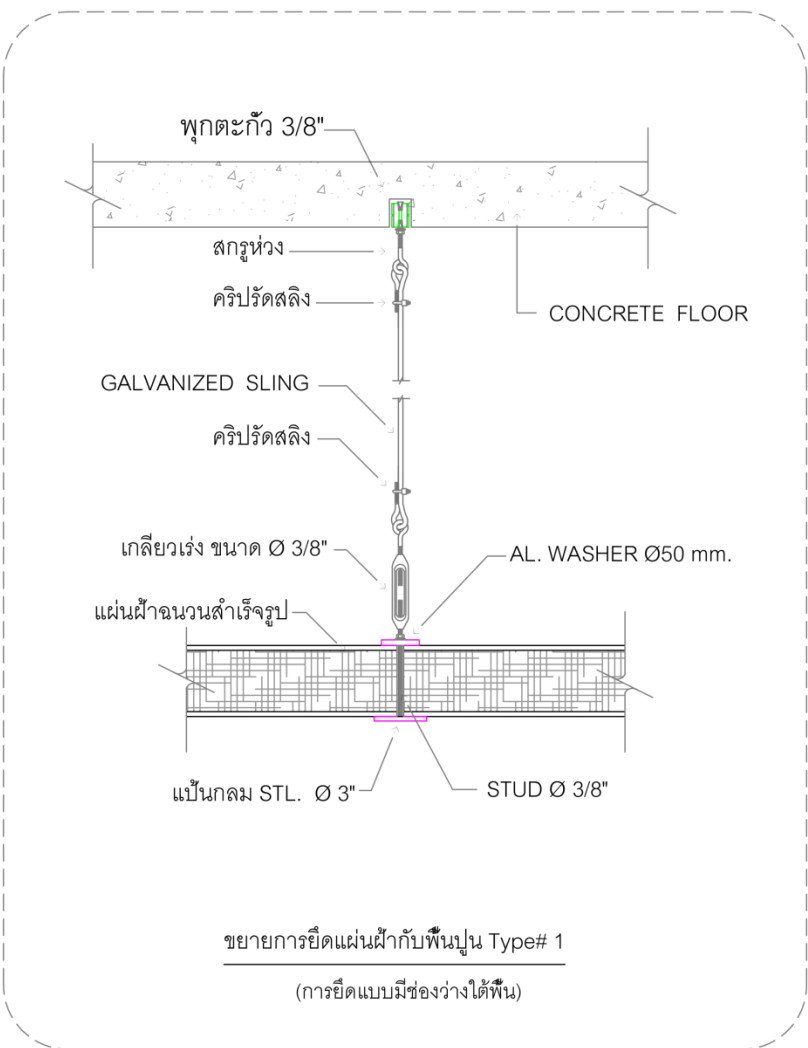 พุกตะกั่ว 3/8"
สกรูห่วง
คริปรัดสลิง
CONCRETE FLOOR
GALVANIZED SLING
คริปรัดสลิง
เกลียวเร่ง ขนาด Ø 3/8"
AL. WASHER Ø50 mm.
แผ่นฝ้าฉนวนสำเร็จรูป
แป้นกลม STL. Ø 3"
STUD Ø 3/8"
ขยายการยึดแผ่นฝ้ากับพื้นปูน Type# 1
(การยึดแบบมีช่องว่างใต้พื้น)